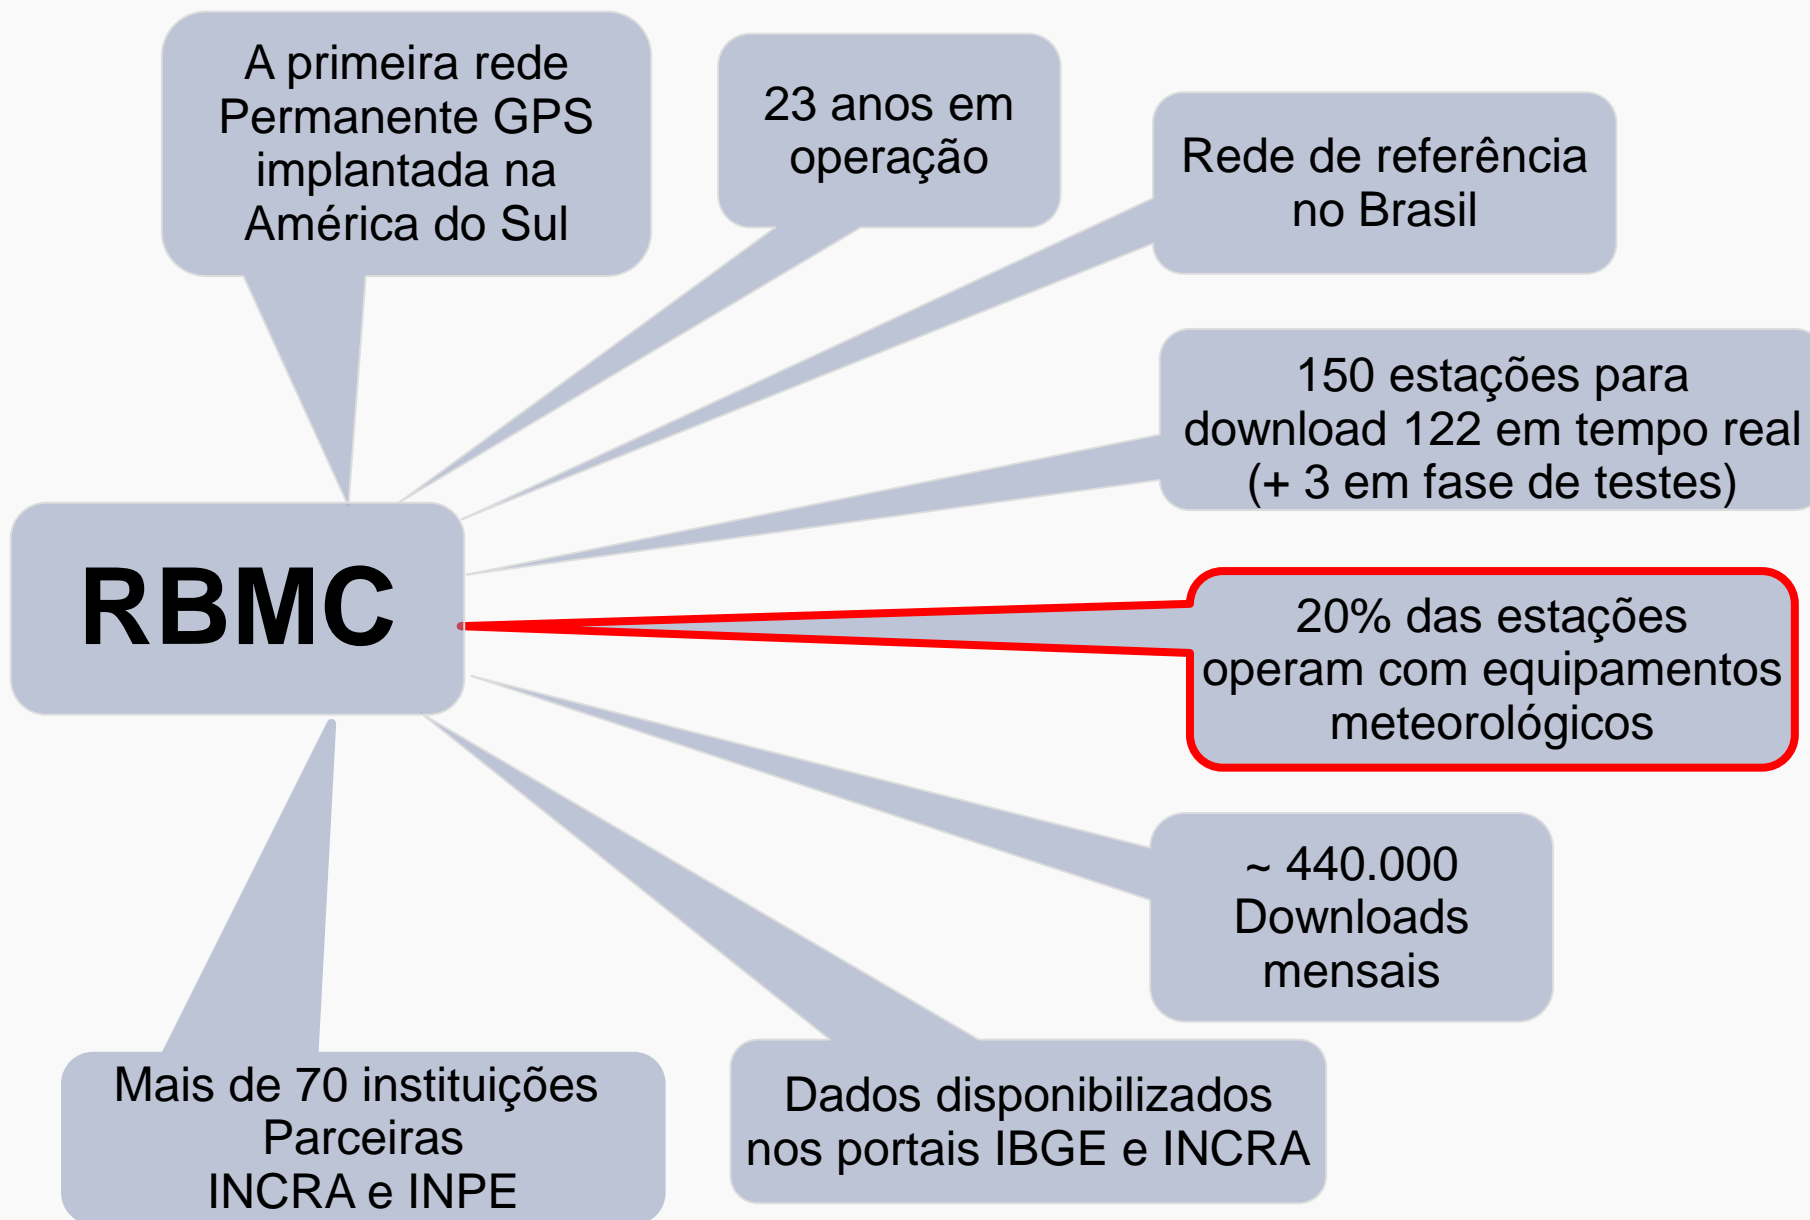 A primeira rede
Permanente GPS
implantada na
América do Sul
23 anos em
operação
Rede de referência
no Brasil
150 estações para
download 122 em tempo real
(+ 3 em fase de testes)
RBMC
20% das estações
operam com equipamentos
meteorológicos
~ 440.000
Downloads
mensais
Dados disponibilizados
nos portais IBGE e INCRA
Mais de 70 instituições
Parceiras
INCRA e INPE